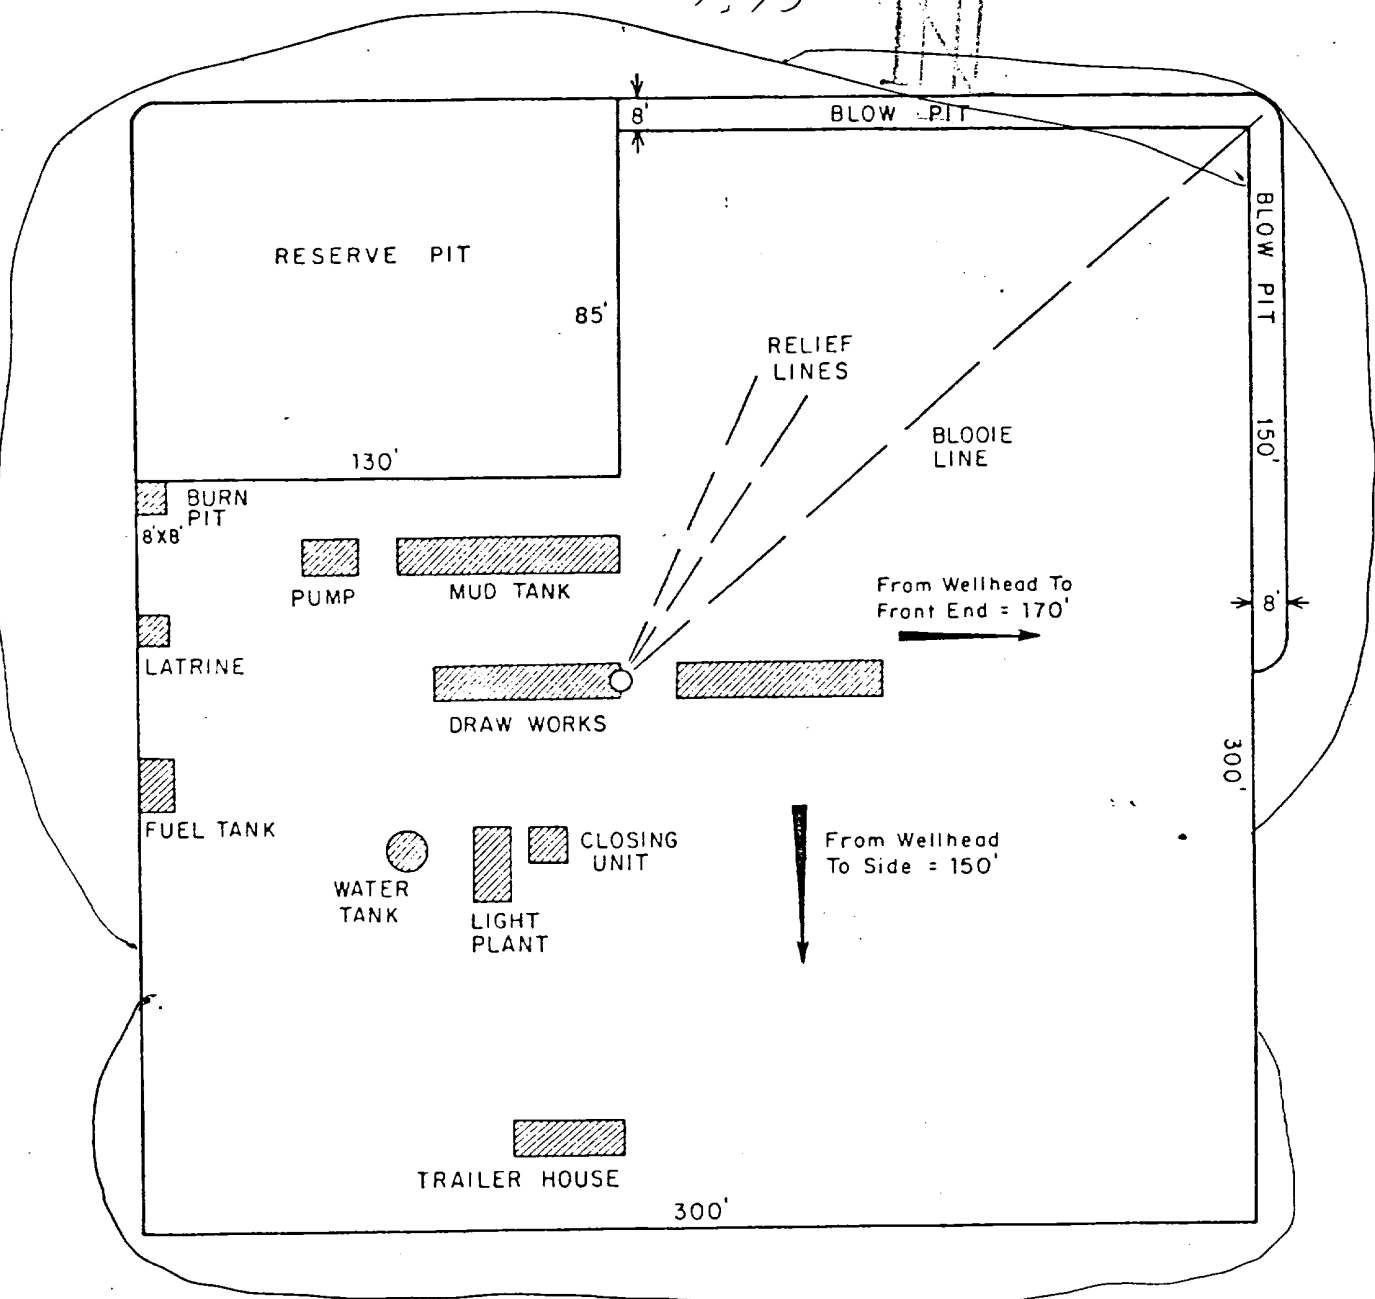 8'
BLOW PIT
BLOW PIT
RESERVE PIT
85'
RELIEF
LINES
BLOOIE
LINE
150'
130'
BURN
PIT
8'X8'
PUMP
MUD TANK
From Wellhead To
Front End = 170'
8'
LATRINE
DRAW WORKS
300'
FUEL TANK
CLOSING
UNIT
From Wellhead
To Side = 150'
WATER
TANK
LIGHT
PLANT
TRAILER HOUSE
300'